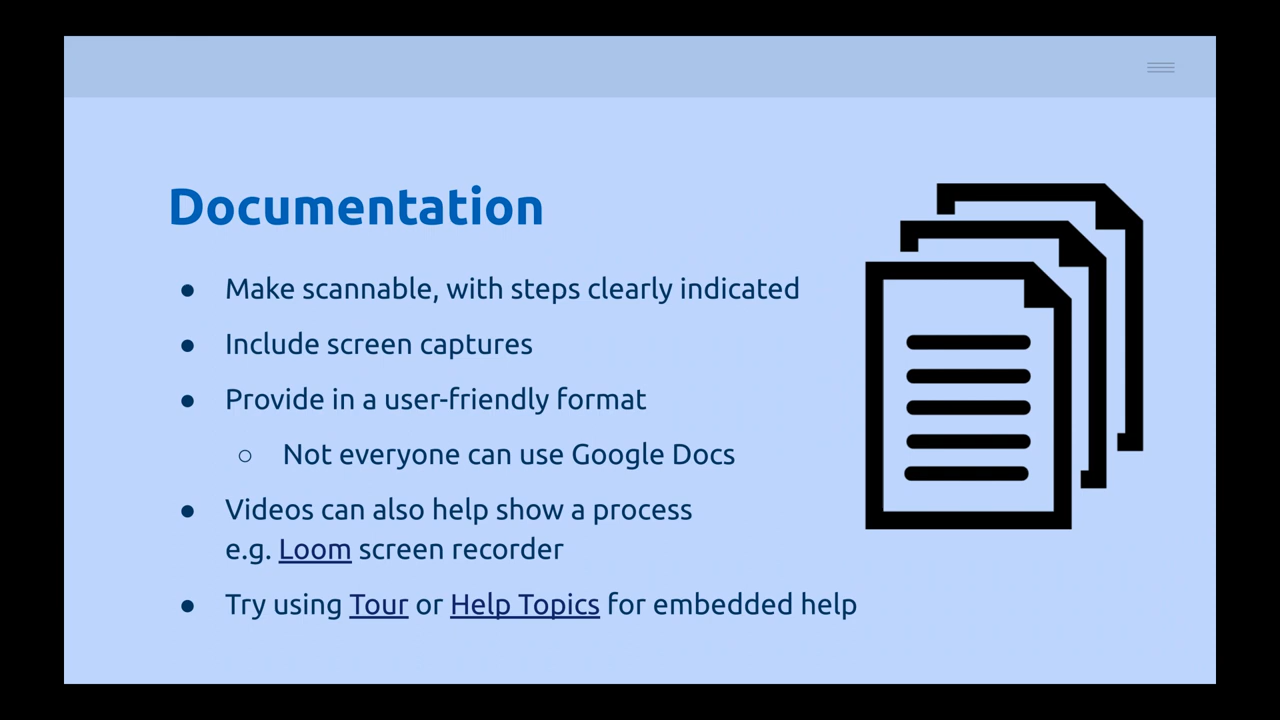 Documentation
● Make scannable, with steps clearly indicated
● Include screen captures
● Provide in a user-friendly format
○ Not everyone can use Google Docs
● Videos can also help show a process
e.g. Loom screen recorder
● Try using Tour or Help Topics for embedded help